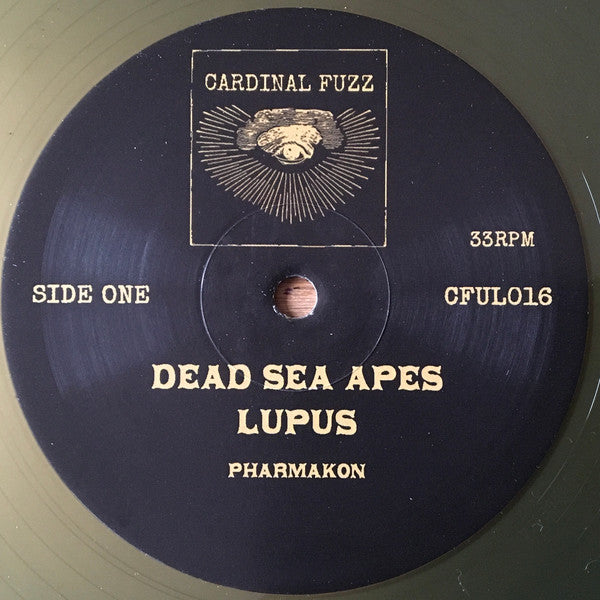 CARDINAL FUZZ
33RPM
SIDE ONE
CFUL016
DEAD SEA APES
LUPUS
PHARMAKON